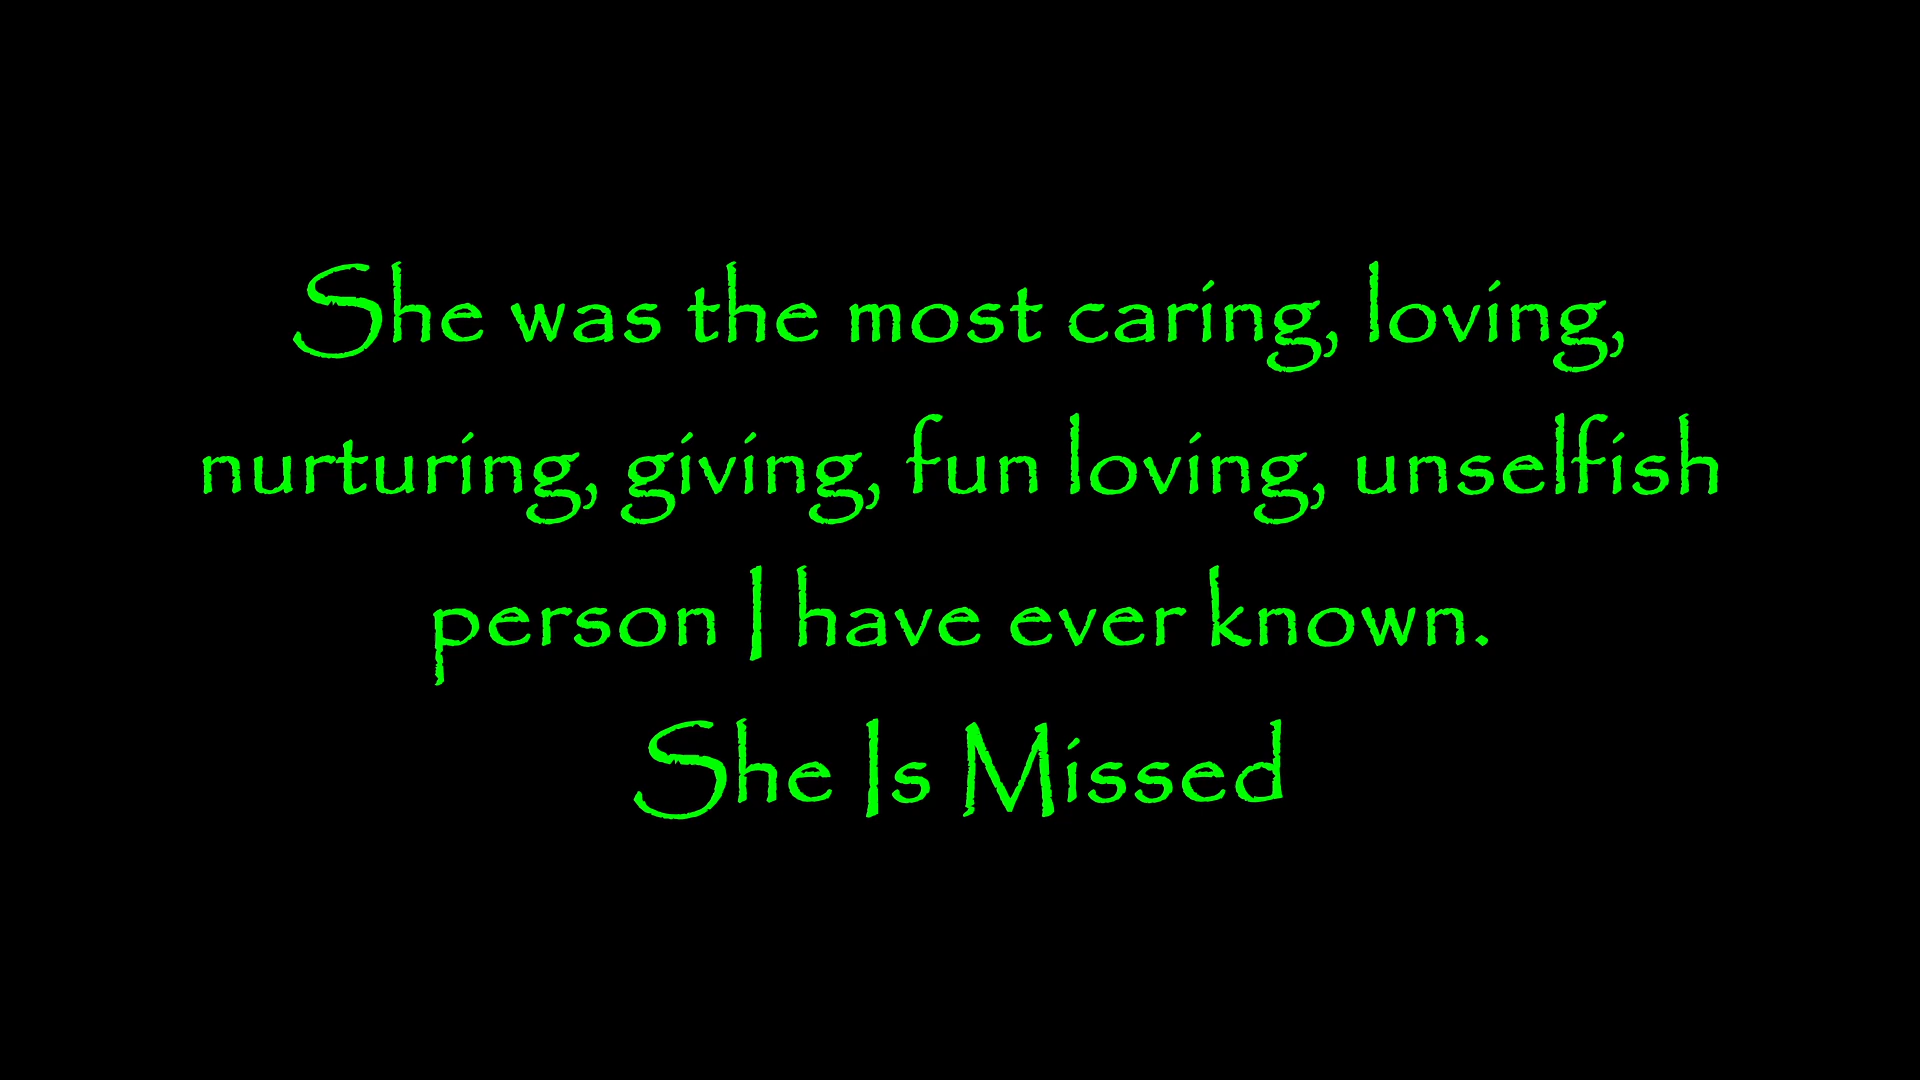 She was the most caring, loving,
nurturing, giving, fun loving, unselfish
person I have ever known.
She Is Missed